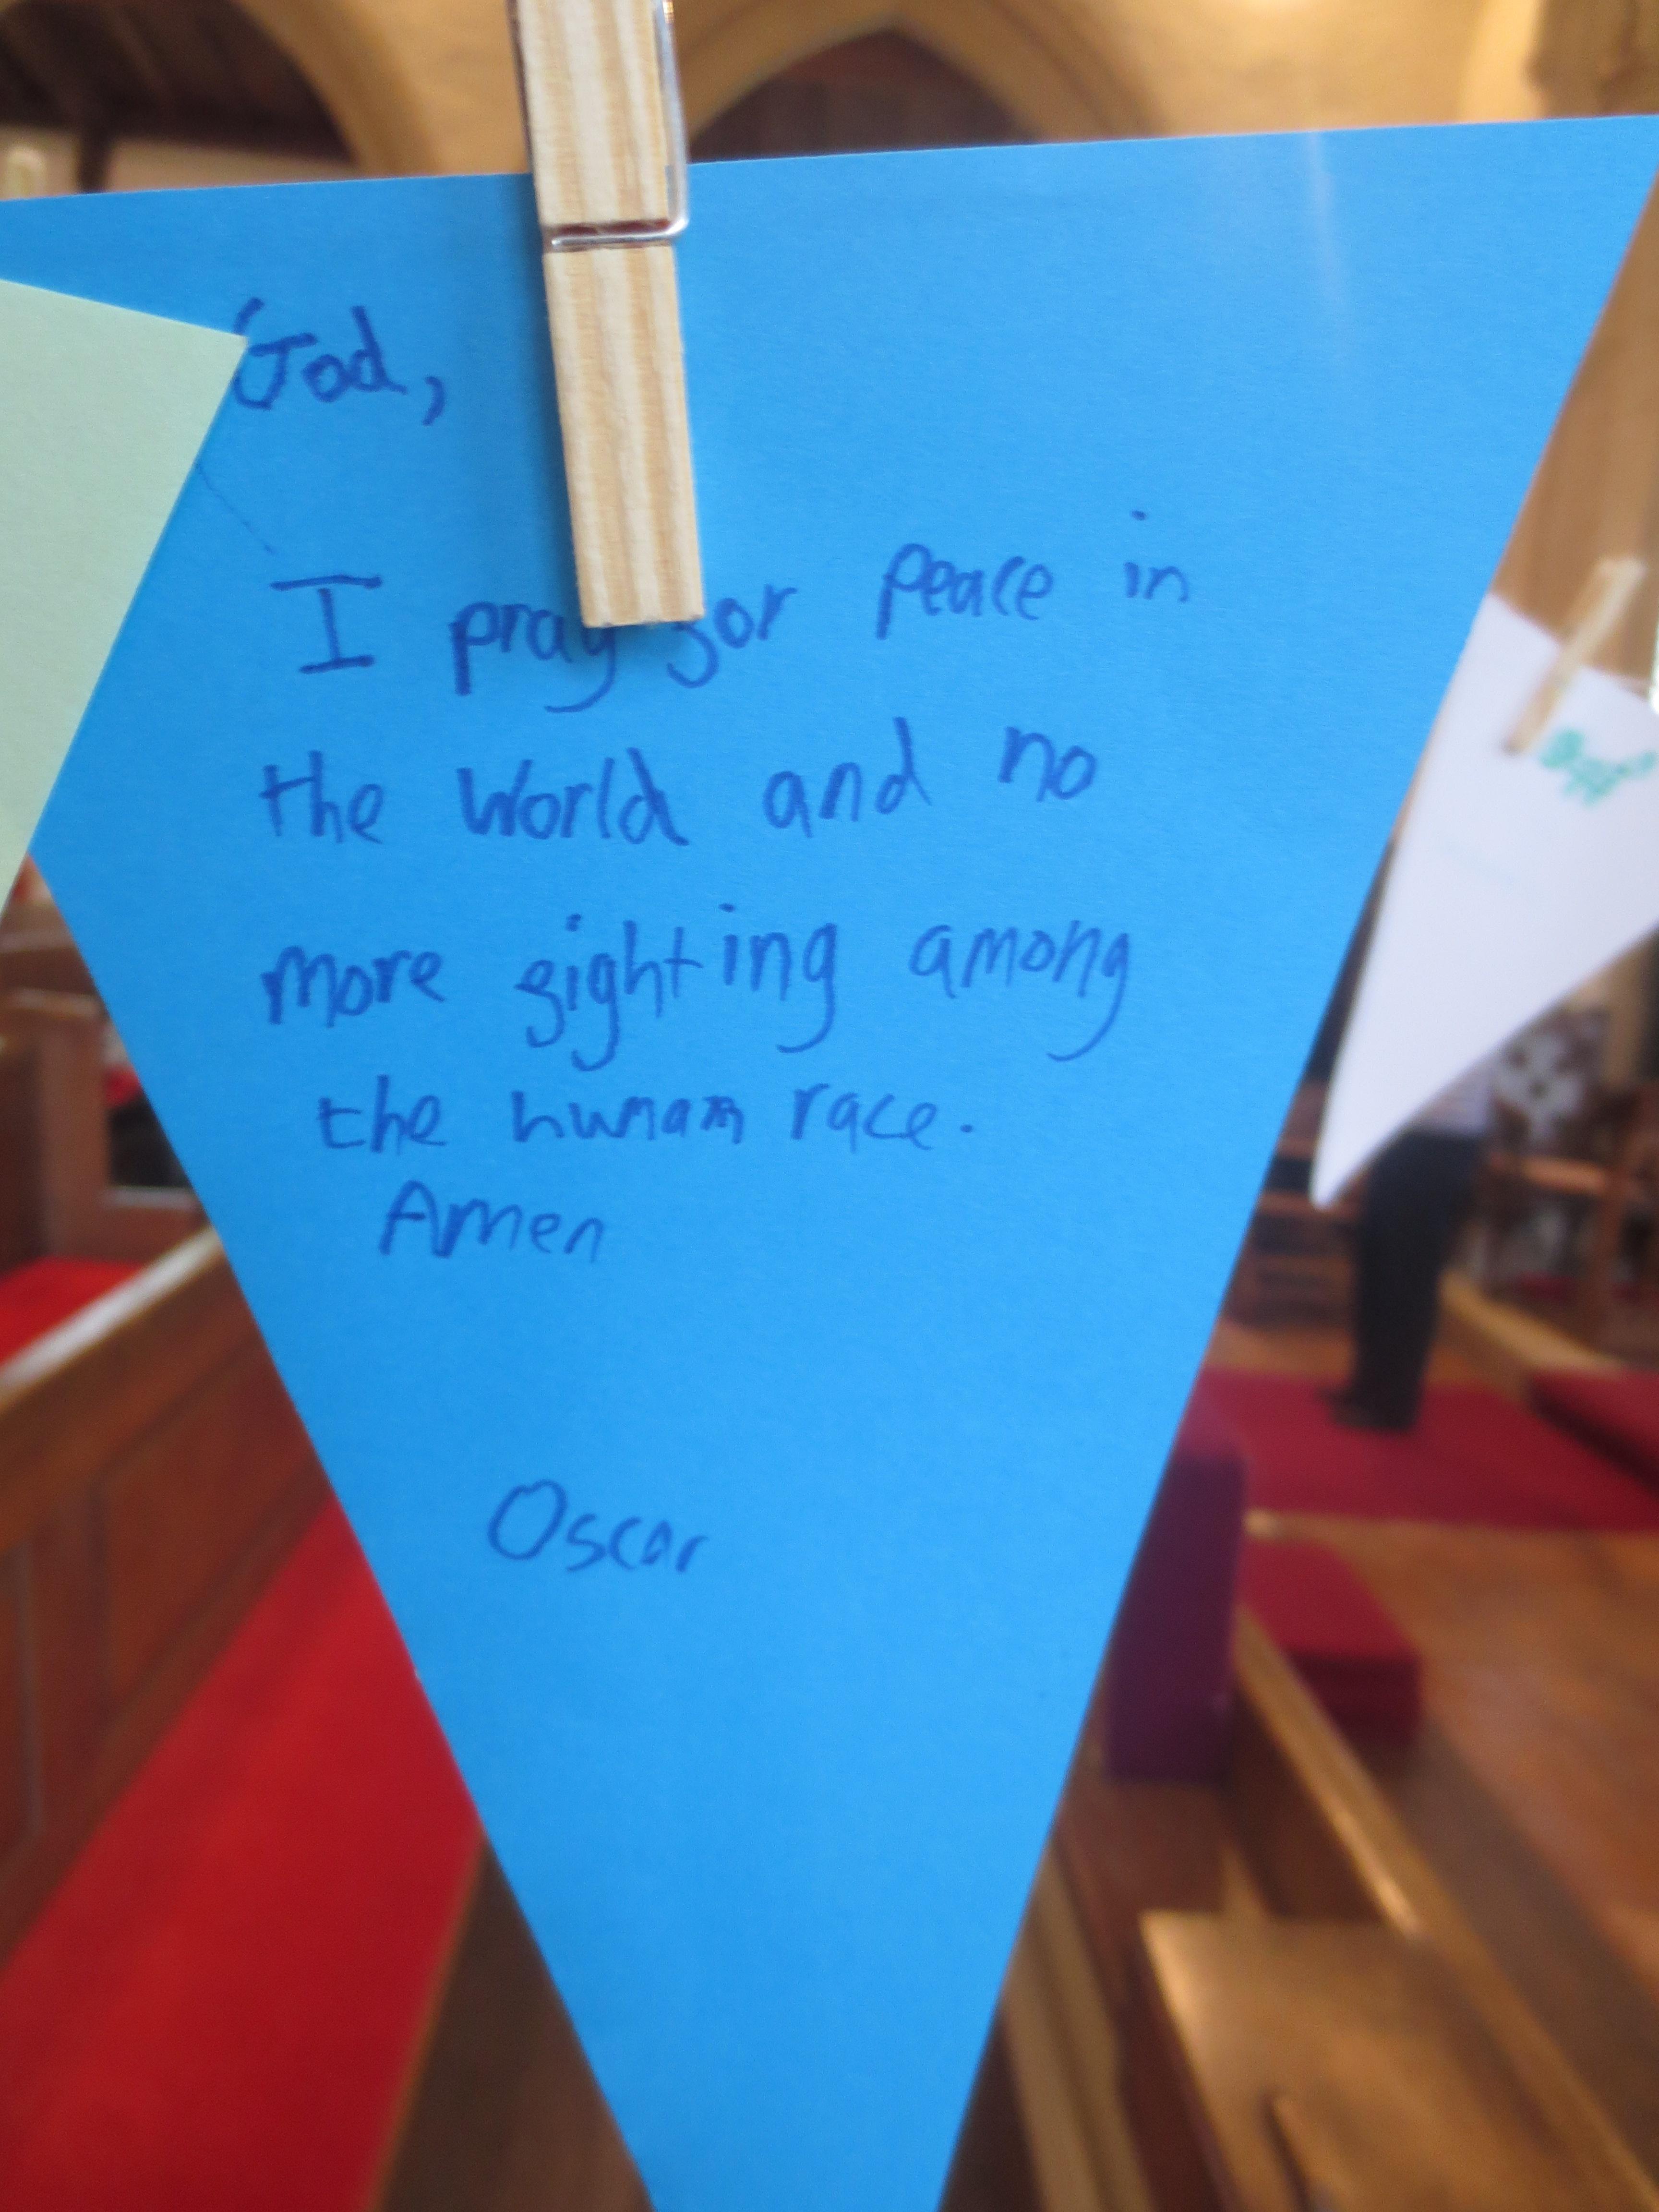 God,
I pray for peace in
the World and no
more fighting among
the human race.
Amen
Oscar